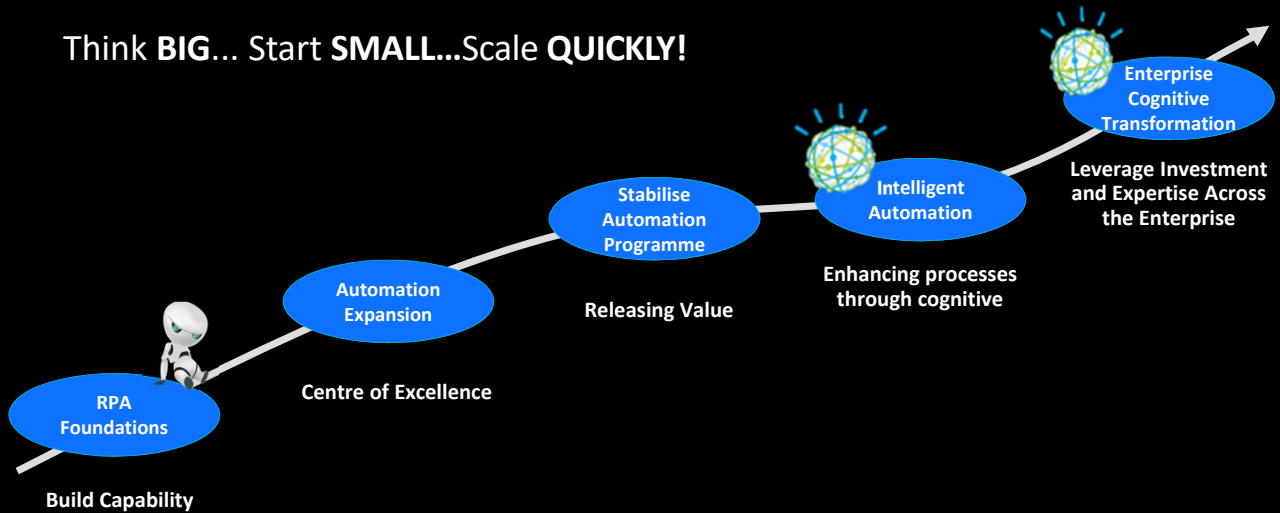 Think BIG... Start SMALL...Scale QUICKLY!
Enterprise
Cognitive
Transformation
Leverage Investment
and Expertise Across
the Enterprise
Intelligent
Automation
Enhancing processes
through cognitive
Stabilise
Automation
Programme
Releasing Value
Automation
Expansion
Centre of Excellence
RPA
Foundations
Build Capability